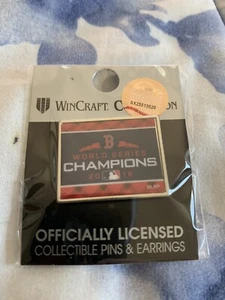 WINCRAFT
B
WORLD SERIES
CHAMPIONS
OFFICIALLY LICENSED
COLLECTIBLE PINS & EARRINGS